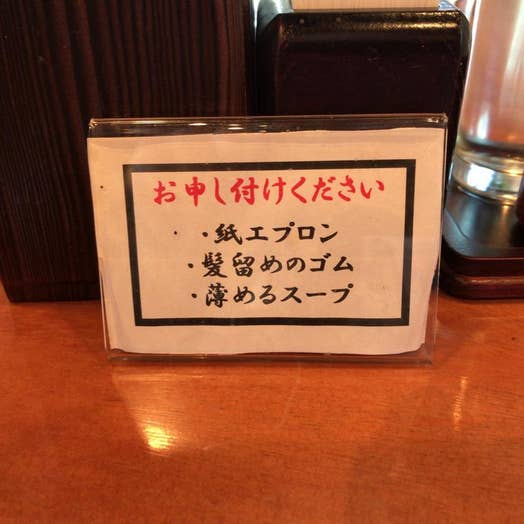 お申し付けください
・紙エプロン
・髪留めのゴム
・薄めるスープ